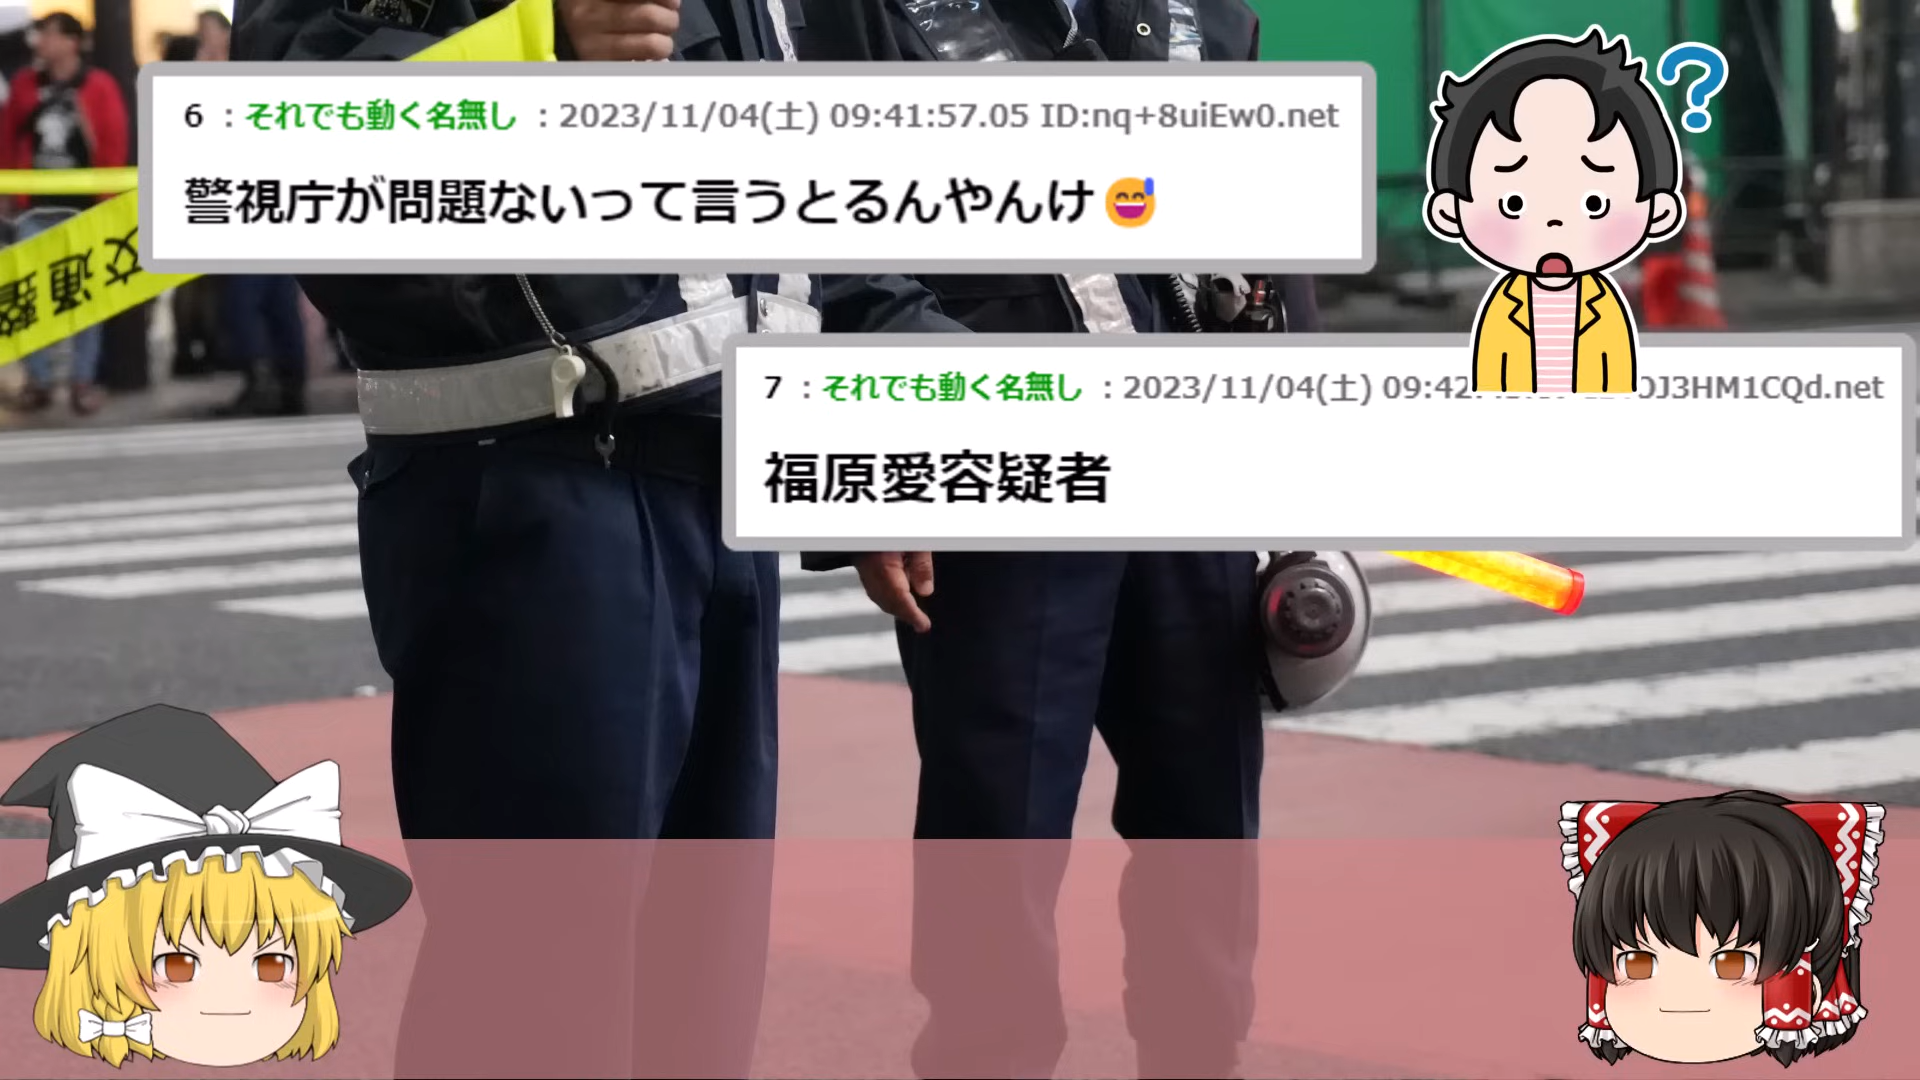 6 ：それでも動く名無し ：2023/11/04(土) 09:41:57.05 ID:nq+8uiEw0.net
警視庁が問題ないって言うとるんやんけ😅
?
7 ：それでも動く名無し ：2023/11/04(土) 09:42 OJ3HM1CQd.net
福原愛容疑者
交通整